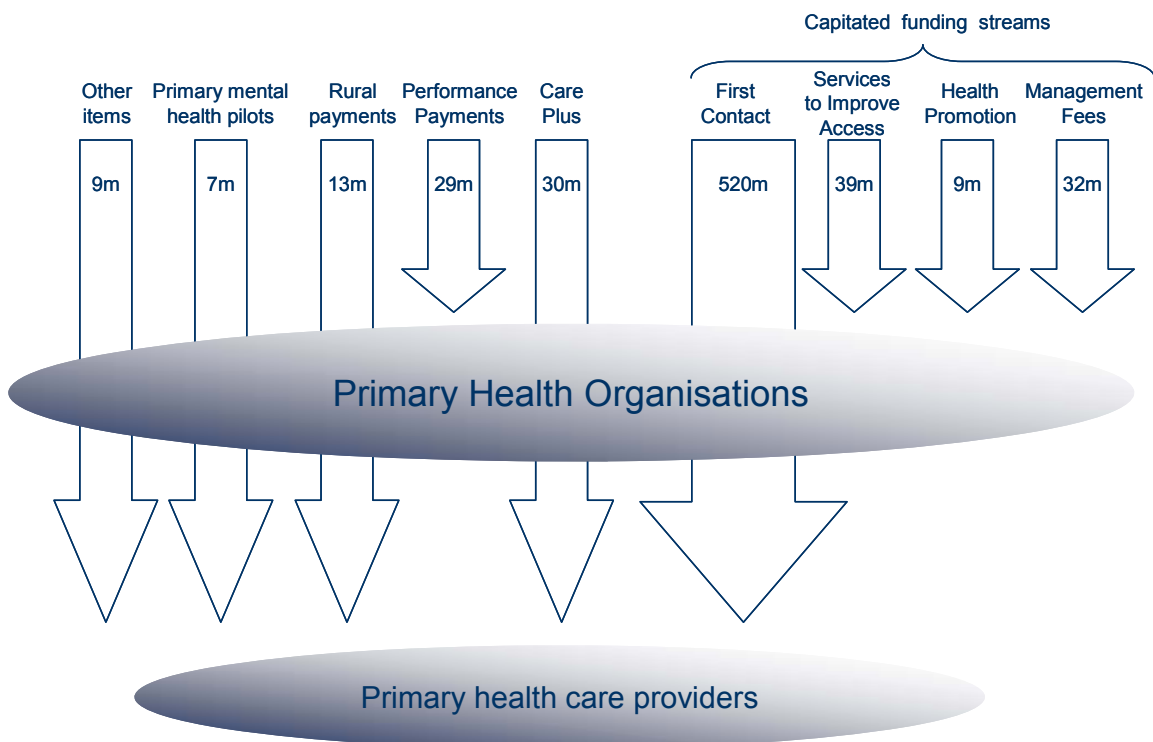 Capitated funding streams
Other
items
Primary mental
health pilots
Rural
payments
Performance
Payments
Care
Plus
First
Contact
Services
to Improve
Access
Health
Promotion
Management
Fees
9m
7m
13m
29m
30m
520m
39m
9m
32m
Primary Health Organisations
Primary health care providers